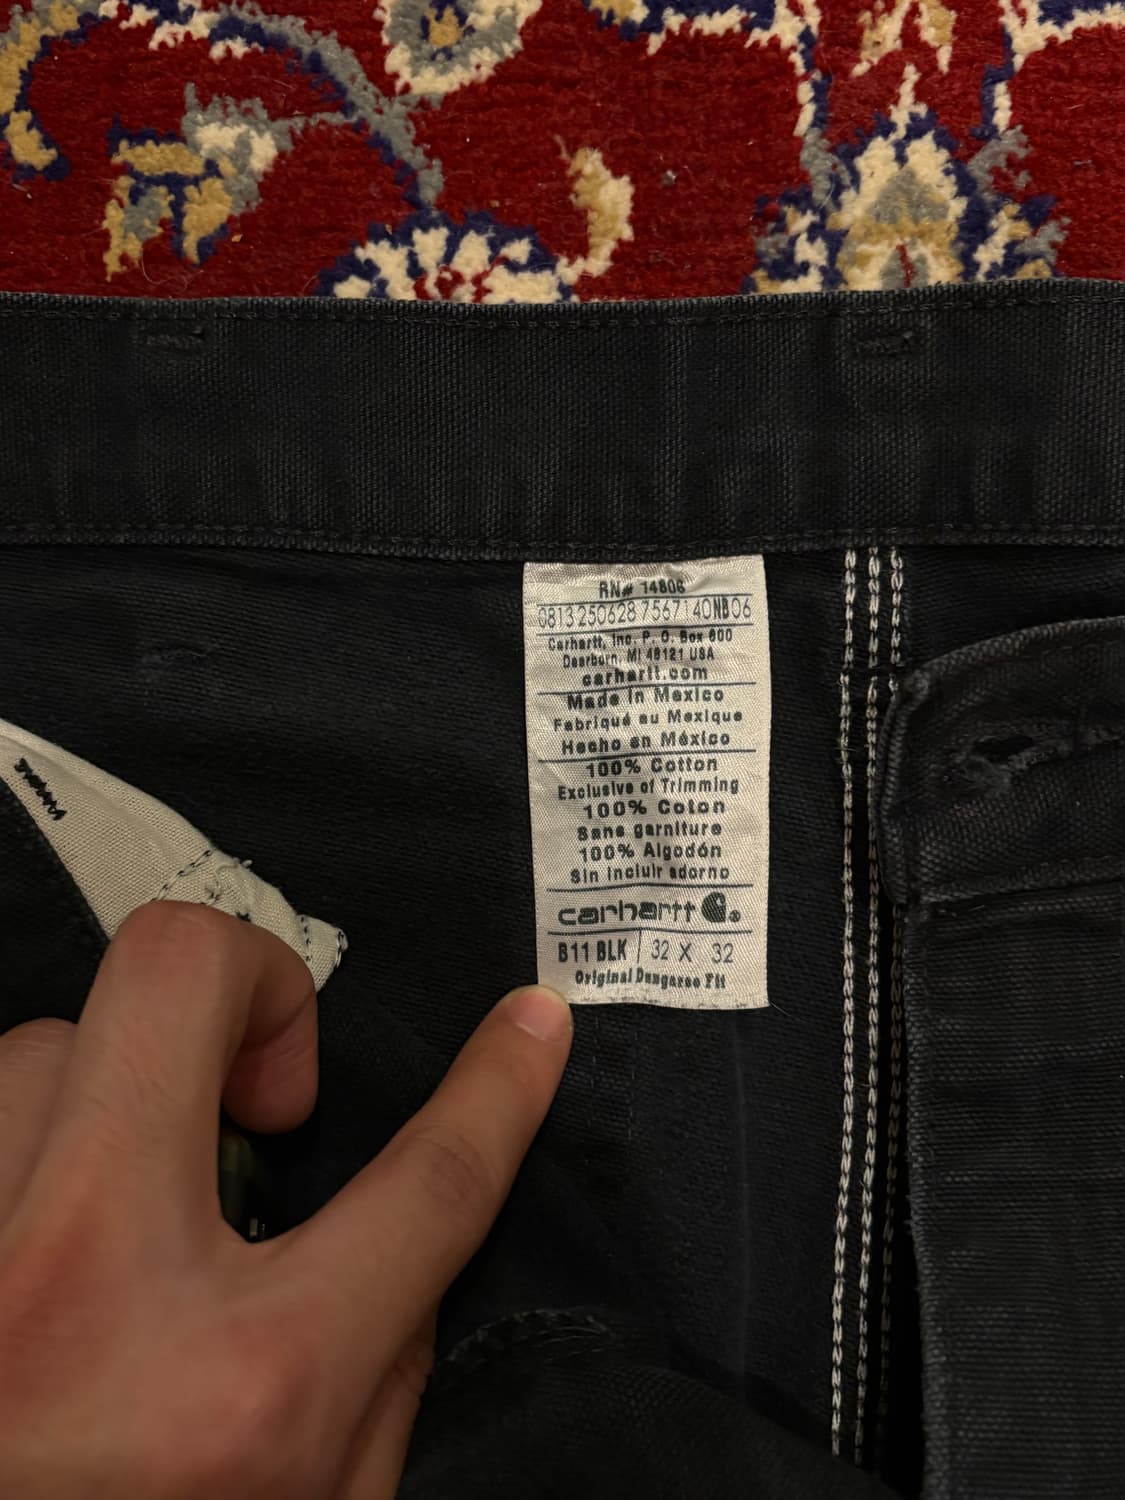 RN# 14806
0813250628 7567140NB06
Carhartt, Inc. P. O. Box 600
Dearborn, MI 48121 USA
carhartt.com
Made in Mexico
Fabriqué au Mexique
Hecho en México
100% Cotton
Exclusive of Trimming
100% Coton
Sans garniture
100% Algodón
Sin incluir adorno
carhartt ®
B11 BLK 32 X 32
Original Dungaree Fit